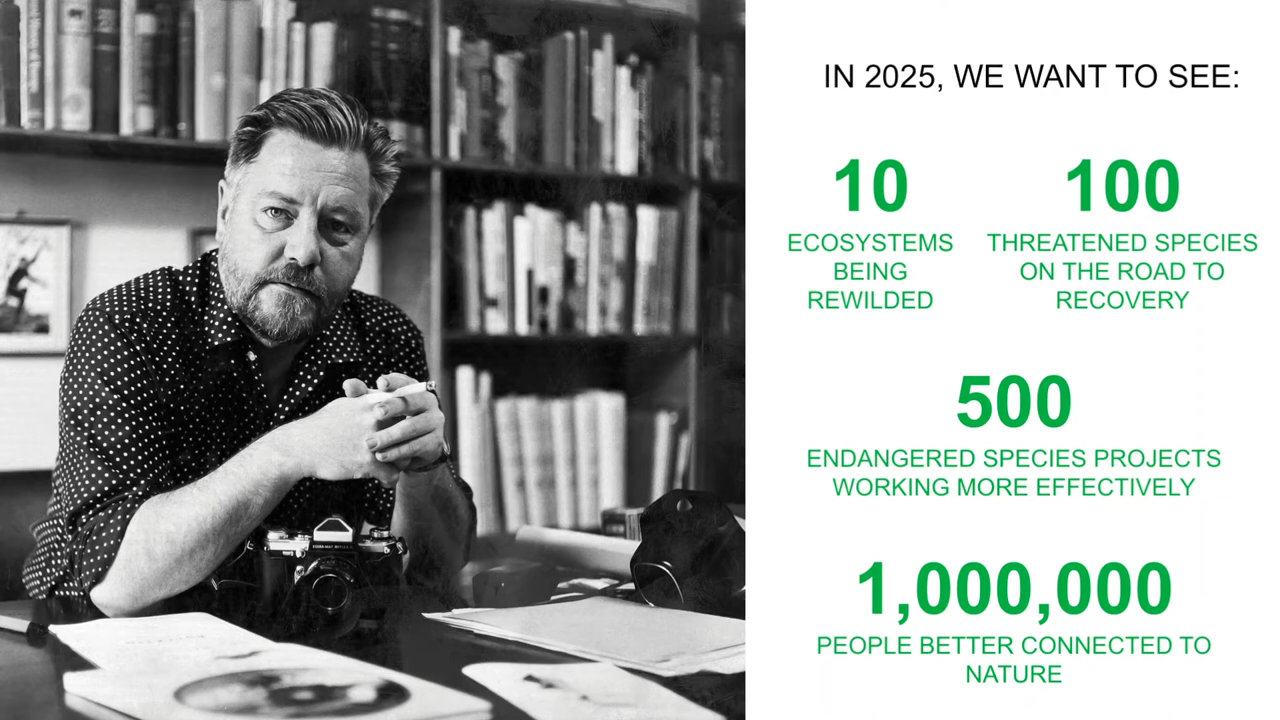 IN 2025, WE WANT TO SEE:
10
ECOSYSTEMS
BEING
REWILDED
100
THREATENED SPECIES
ON THE ROAD TO
RECOVERY
500
ENDANGERED SPECIES PROJECTS
WORKING MORE EFFECTIVELY
1,000,000
PEOPLE BETTER CONNECTED TO
NATURE